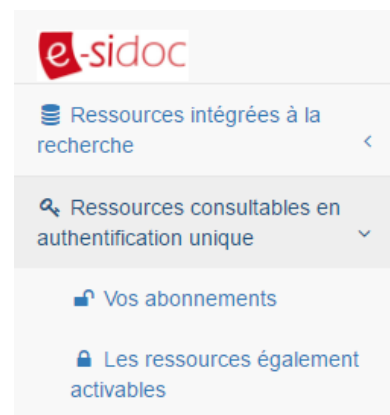 e-sidoc
Ressources intégrées à la
recherche
Ressources consultables en
authentification unique
Vos abonnements
Les ressources également
activables